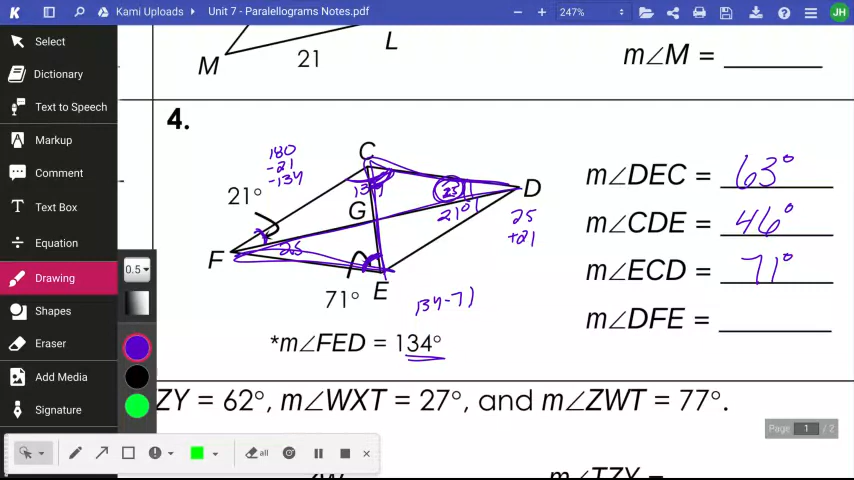 Kami Uploads > Unit 7 - Paralellograms Notes.pdf
247%
JH
Select
Dictionary
Text to Speech
Markup
Comment
Text Box
Equation
Drawing
Shapes
Eraser
Add Media
Signature
0.5
M
21
L
m∠M =
4.
180
-21
-134
C
134
21°
G
25
21°
D
25
+21
F
25
71°
E
134-71
*m∠FED = 134°
m∠DEC = 63°
m∠CDE = 46°
m∠ECD = 71°
m∠DFE =
ZY = 62°, m∠WXT = 27°, and m∠ZWT = 77°.
Page 1 / 2
all
m∠TZY =